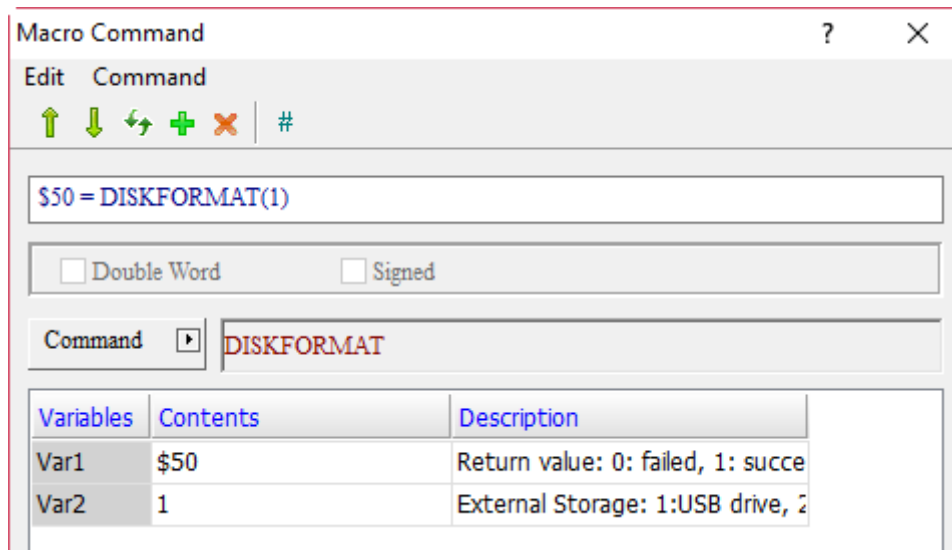 Macro Command ?
Edit Command
#
$50 = DISKFORMAT(1)
Double Word Signed
Command DISKFORMAT
Variables Contents Description
Var1 $50 Return value: 0: failed, 1: succe
Var2 1 External Storage: 1:USB drive, 2